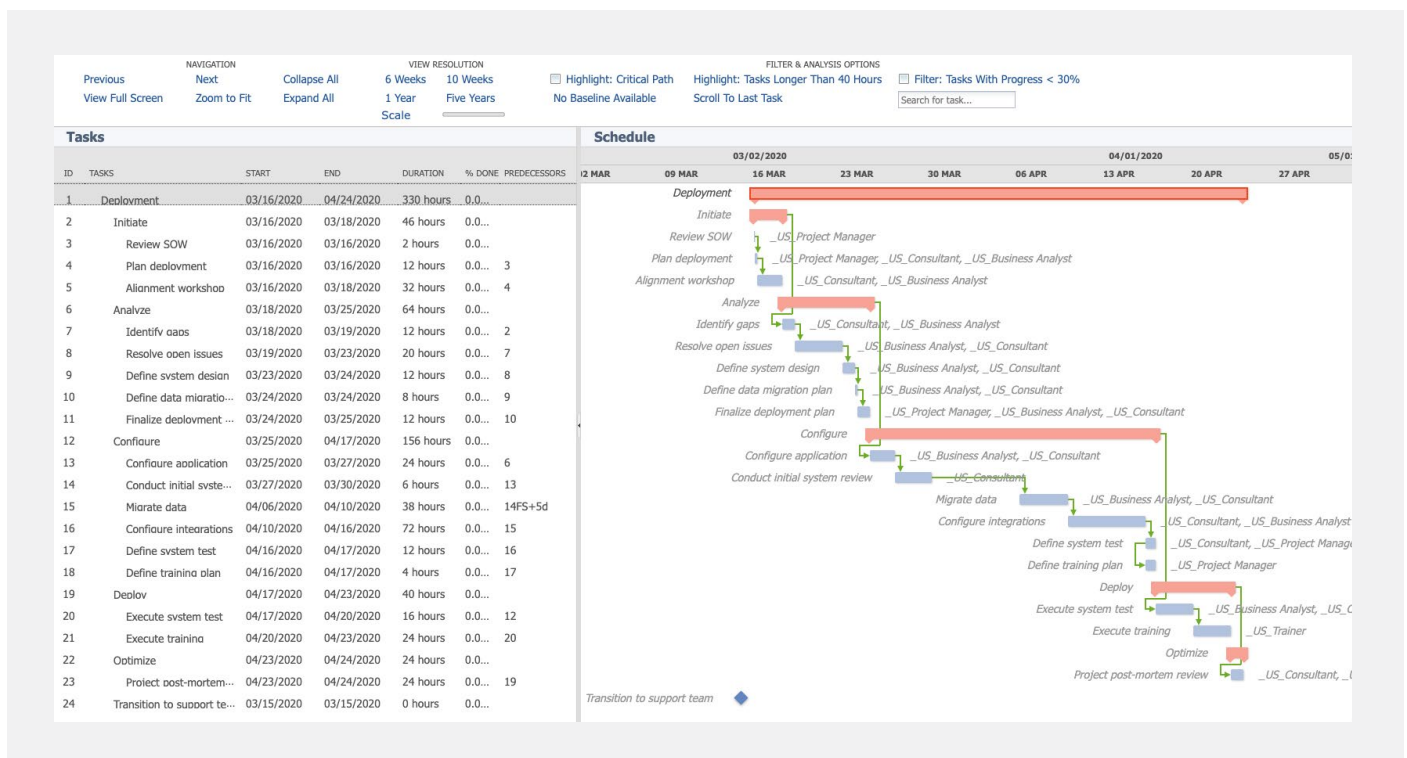 NAVIGATION VIEW RESOLUTION FILTER & ANALYSIS OPTIONS
Previous Next Collapse All 6 Weeks 10 Weeks Highlight: Critical Path Highlight: Tasks Longer Than 40 Hours Filter: Tasks With Progress < 30%
View Full Screen Zoom to Fit Expand All 1 Year Five Years No Baseline Available Scroll To Last Task Search for task...
Scale
Tasks Schedule
03/02/2020 04/01/2020
ID TASKS START END DURATION % DONE PREDECESSORS 09 MAR 16 MAR 23 MAR 30 MAR 06 APR 13 APR 20 APR 27 APR
1 Deployment 03/16/2020 04/24/2020 330 hours 0.0... Deployment
2 Initiate 03/16/2020 03/18/2020 46 hours 0.0... Initiate
3 Review SOW 03/16/2020 03/16/2020 2 hours 0.0... Review SOW _US_Project Manager
4 Plan deployment 03/16/2020 03/16/2020 12 hours 0.0... 3 Plan deployment _US_Project Manager, _US_Consultant, _US_Business Analyst
5 Alignment workshop 03/16/2020 03/18/2020 32 hours 0.0... 4 Alignment workshop _US_Consultant, _US_Business Analyst
6 Analyze 03/18/2020 03/25/2020 64 hours 0.0... Analyze
7 Identify gaps 03/18/2020 03/19/2020 12 hours 0.0... 2 Identify gaps _US_Consultant, _US_Business Analyst
8 Resolve open issues 03/19/2020 03/23/2020 20 hours 0.0... 7 Resolve open issues _US_Business Analyst, _US_Consultant
9 Define system design 03/23/2020 03/24/2020 12 hours 0.0... 8 Define system design _US_Business Analyst, _US_Consultant
10 Define data migratio... 03/24/2020 03/24/2020 8 hours 0.0... 9 Define data migration plan _US_Business Analyst, _US_Consultant
11 Finalize deployment ... 03/24/2020 03/25/2020 12 hours 0.0... 10 Finalize deployment plan _US_Project Manager, _US_Business Analyst, _US_Consultant
12 Configure 03/25/2020 04/17/2020 156 hours 0.0... Configure
13 Configure application 03/25/2020 03/27/2020 24 hours 0.0... 6 Configure application _US_Business Analyst, _US_Consultant
14 Conduct initial syste... 03/27/2020 03/30/2020 6 hours 0.0... 13 Conduct initial system review _US_Consultant
15 Migrate data 04/06/2020 04/10/2020 38 hours 0.0... 14FS+5d Migrate data _US_Business Analyst, _US_Consultant
16 Configure integrations 04/10/2020 04/16/2020 72 hours 0.0... 15 Configure integrations _US_Consultant, _US_Business Analyst
17 Define system test 04/16/2020 04/17/2020 12 hours 0.0... 16 Define system test _US_Consultant, _US_Project Manage
18 Define training plan 04/16/2020 04/17/2020 4 hours 0.0... 17 Define training plan _US_Project Manager
19 Deploy 04/17/2020 04/23/2020 40 hours 0.0... Deploy
20 Execute system test 04/17/2020 04/20/2020 16 hours 0.0... 12 Execute system test _US_Business Analyst, _US_C
21 Execute training 04/20/2020 04/23/2020 24 hours 0.0... 20 Execute training _US_Trainer
22 Optimize 04/23/2020 04/24/2020 24 hours 0.0... Optimize
23 Project post-mortem... 04/23/2020 04/24/2020 24 hours 0.0... 19 Project post-mortem review _US_Consultant,
24 Transition to support te... 03/15/2020 03/15/2020 0 hours 0.0... Transition to support team